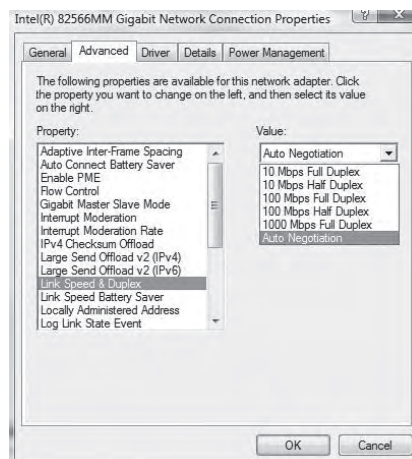 Intel(R) 82566MM Gigabit Network Connection Properties
General Advanced Driver Details Power Management
The following properties are available for this network adapter. Click
the property you want to change on the left, and then select its value
on the right.
Property:
Value:
Adaptive Inter-Frame Spacing
Auto Connect Battery Saver
Enable PME
Flow Control
Gigabit Master Slave Mode
Interrupt Moderation
Interrupt Moderation Rate
IPv4 Checksum Offload
Large Send Offload v2 (IPv4)
Large Send Offload v2 (IPv6)
Link Speed & Duplex
Link Speed Battery Saver
Locally Administered Address
Log Link State Event
Auto Negotiation
10 Mbps Full Duplex
10 Mbps Half Duplex
100 Mbps Full Duplex
100 Mbps Half Duplex
1000 Mbps Full Duplex
Auto Negotiation
OK Cancel